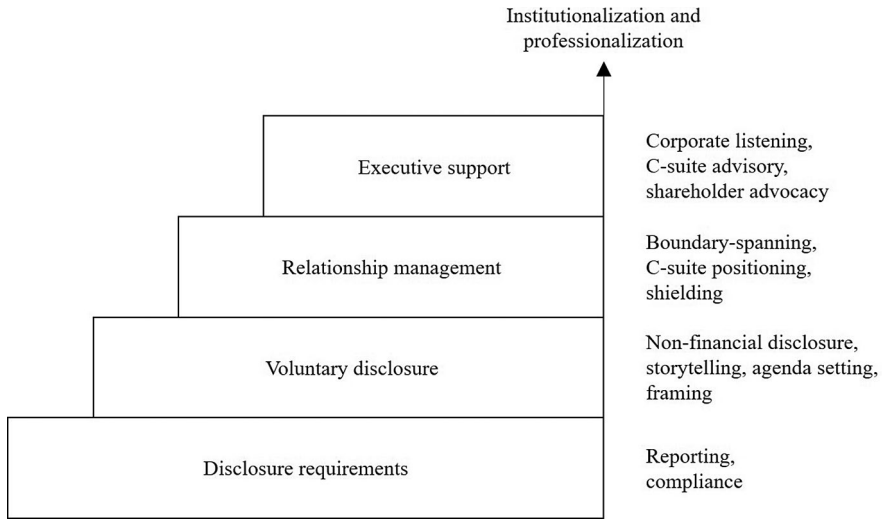 Institutionalization and
professionalization
Executive support
Corporate listening,
C-suite advisory,
shareholder advocacy
Relationship management
Boundary-spanning,
C-suite positioning,
shielding
Voluntary disclosure
Non-financial disclosure,
storytelling, agenda setting,
framing
Disclosure requirements
Reporting,
compliance